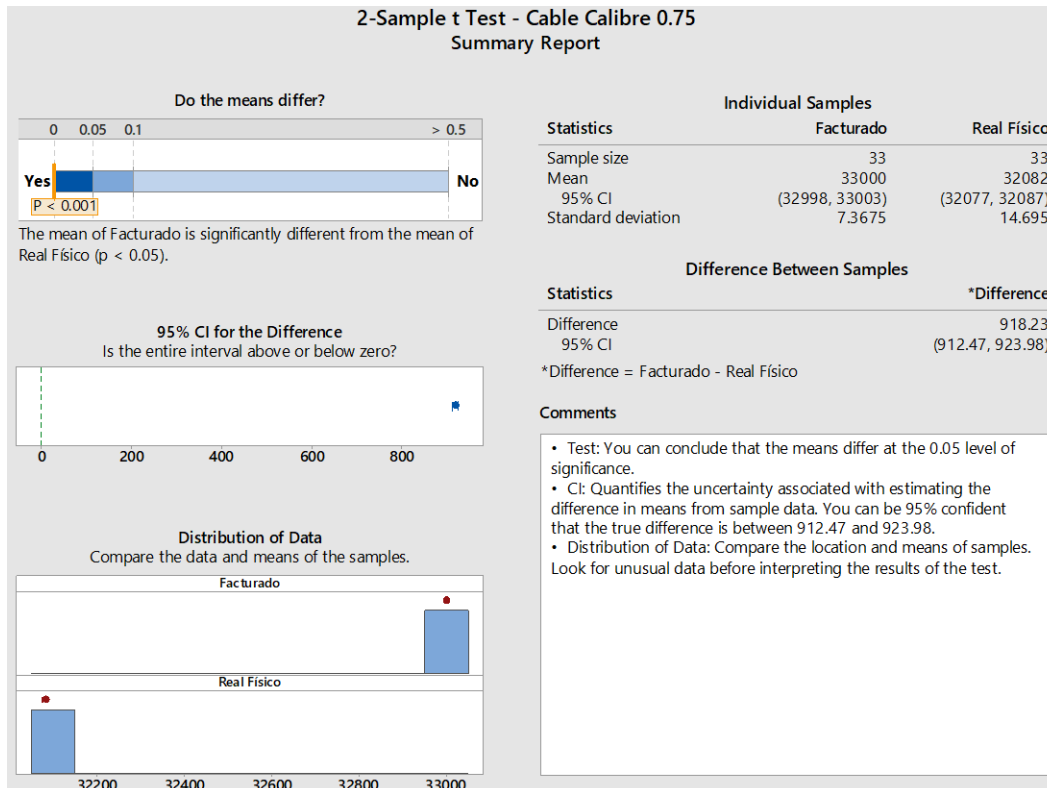 2-Sample t Test - Cable Calibre 0.75
Summary Report
Do the means differ?
0 0.05 0.1 > 0.5
Yes No
P < 0.001
The mean of Facturado is significantly different from the mean of
Real Físico (p < 0.05).
95% CI for the Difference
Is the entire interval above or below zero?
0 200 400 600 800
Distribution of Data
Compare the data and means of the samples.
Facturado
Real Físico
32200 32400 32600 32800 33000
Individual Samples
Statistics Facturado Real Físico
Sample size 33 33
Mean 33000 32082
95% CI (32998, 33003) (32077, 32087)
Standard deviation 7.3675 14.695
Difference Between Samples
Statistics *Difference
Difference 918.23
95% CI (912.47, 923.98)
*Difference = Facturado - Real Físico
Comments
• Test: You can conclude that the means differ at the 0.05 level of
significance.
• CI: Quantifies the uncertainty associated with estimating the
difference in means from sample data. You can be 95% confident
that the true difference is between 912.47 and 923.98.
• Distribution of Data: Compare the location and means of samples.
Look for unusual data before interpreting the results of the test.